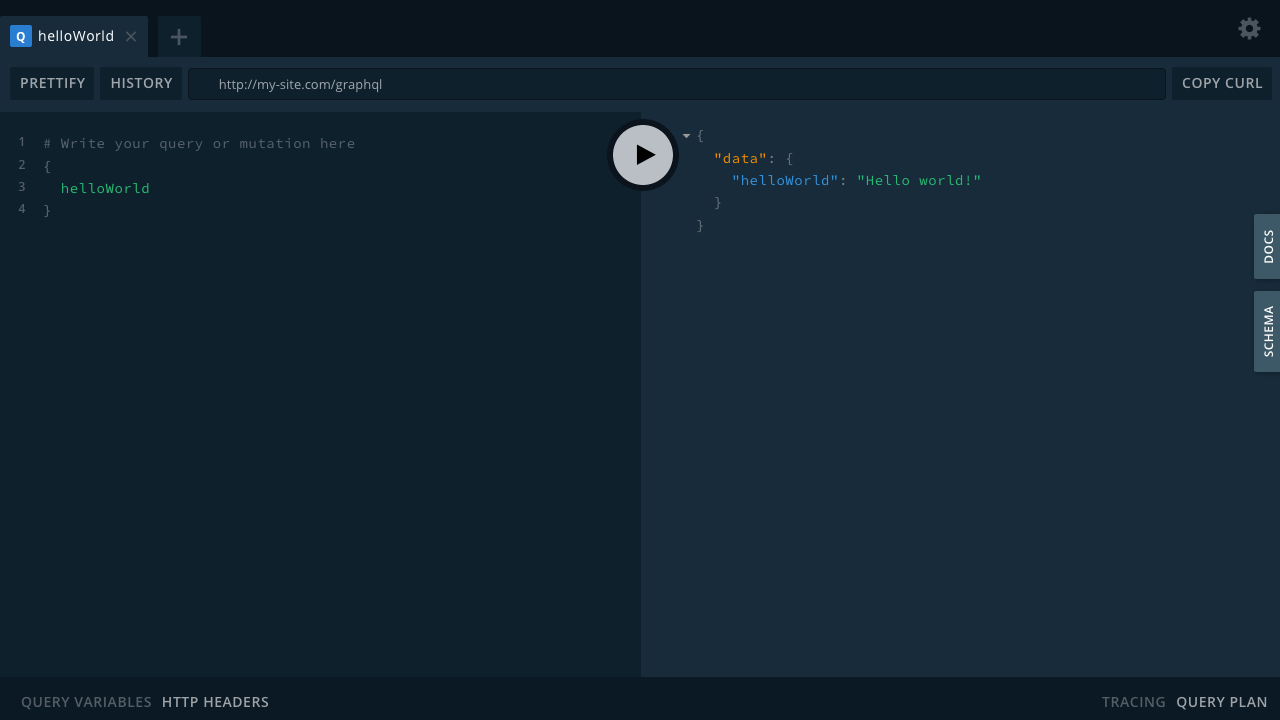 Q helloWorld
PRETTIFY HISTORY http://my-site.com/graphql COPY CURL
1 # Write your query or mutation here
2 {
3 helloWorld
4 }
{
"data": {
"helloWorld": "Hello world!"
}
}
DOCS
SCHEMA
QUERY VARIABLES HTTP HEADERS TRACING QUERY PLAN